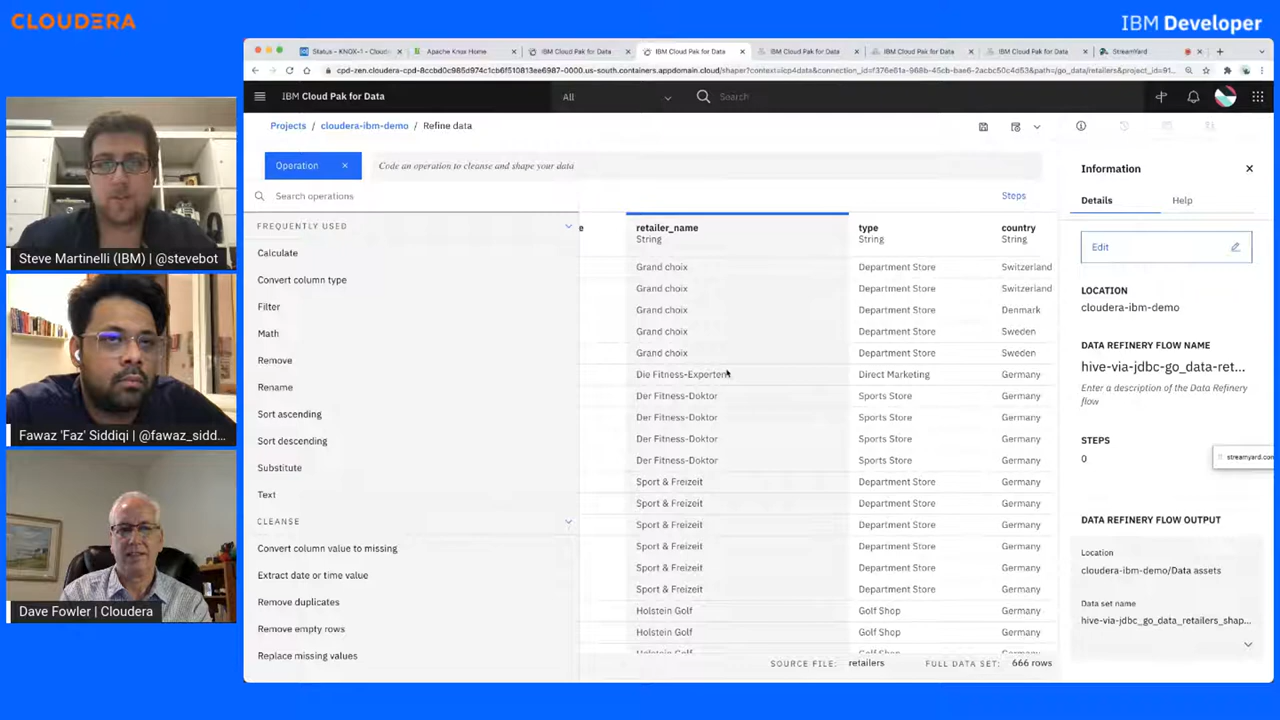 CLOUDERA
IBM Developer
Steve Martinelli (IBM) | @stevebot
Fawaz 'Faz' Siddiqi | @fawaz_sidd...
Dave Fowler | Cloudera
Status - KNOX-1 - Cloud
Apache Knox Home
IBM Cloud Pak for Data
IBM Cloud Pak for Data
IBM Cloud Pak for Data
IBM Cloud Pak for Data
IBM Cloud Pak for Data
StreamYard
IBM Cloud Pak for Data
All
Search
Projects / cloudera-ibm-demo / Refine data
Operation
Code an operation to cleanse and shape your data
Search operations
Steps
FREQUENTLY USED
Calculate
Convert column type
Filter
Math
Remove
Rename
Sort ascending
Sort descending
Substitute
Text
CLEANSE
Convert column value to missing
Extract date or time value
Remove duplicates
Remove empty rows
Replace missing values
e retailer_name type country
String String String
Grand choix Department Store Switzerland
Grand choix Department Store Switzerland
Grand choix Department Store Denmark
Grand choix Department Store Sweden
Grand choix Department Store Sweden
Die Fitness-Experten Direct Marketing Germany
Der Fitness-Doktor Sports Store Germany
Der Fitness-Doktor Sports Store Germany
Der Fitness-Doktor Sports Store Germany
Der Fitness-Doktor Sports Store Germany
Sport & Freizeit Department Store Germany
Sport & Freizeit Department Store Germany
Sport & Freizeit Department Store Germany
Sport & Freizeit Department Store Germany
Sport & Freizeit Department Store Germany
Sport & Freizeit Department Store Germany
Holstein Golf Golf Shop Germany
Holstein Golf Golf Shop Germany
Holstein Golf Golf Shop Germany
SOURCE FILE: retailers FULL DATA SET: 666 rows
Information
Details Help
Edit
LOCATION
cloudera-ibm-demo
DATA REFINERY FLOW NAME
hive-via-jdbc-go_data-ret...
Enter a description of the Data Refinery
flow
STEPS
0
streamyard.com
DATA REFINERY FLOW OUTPUT
Location
cloudera-ibm-demo/Data assets
Data set name
hive-via-jdbc_go_data_retailers_shap...